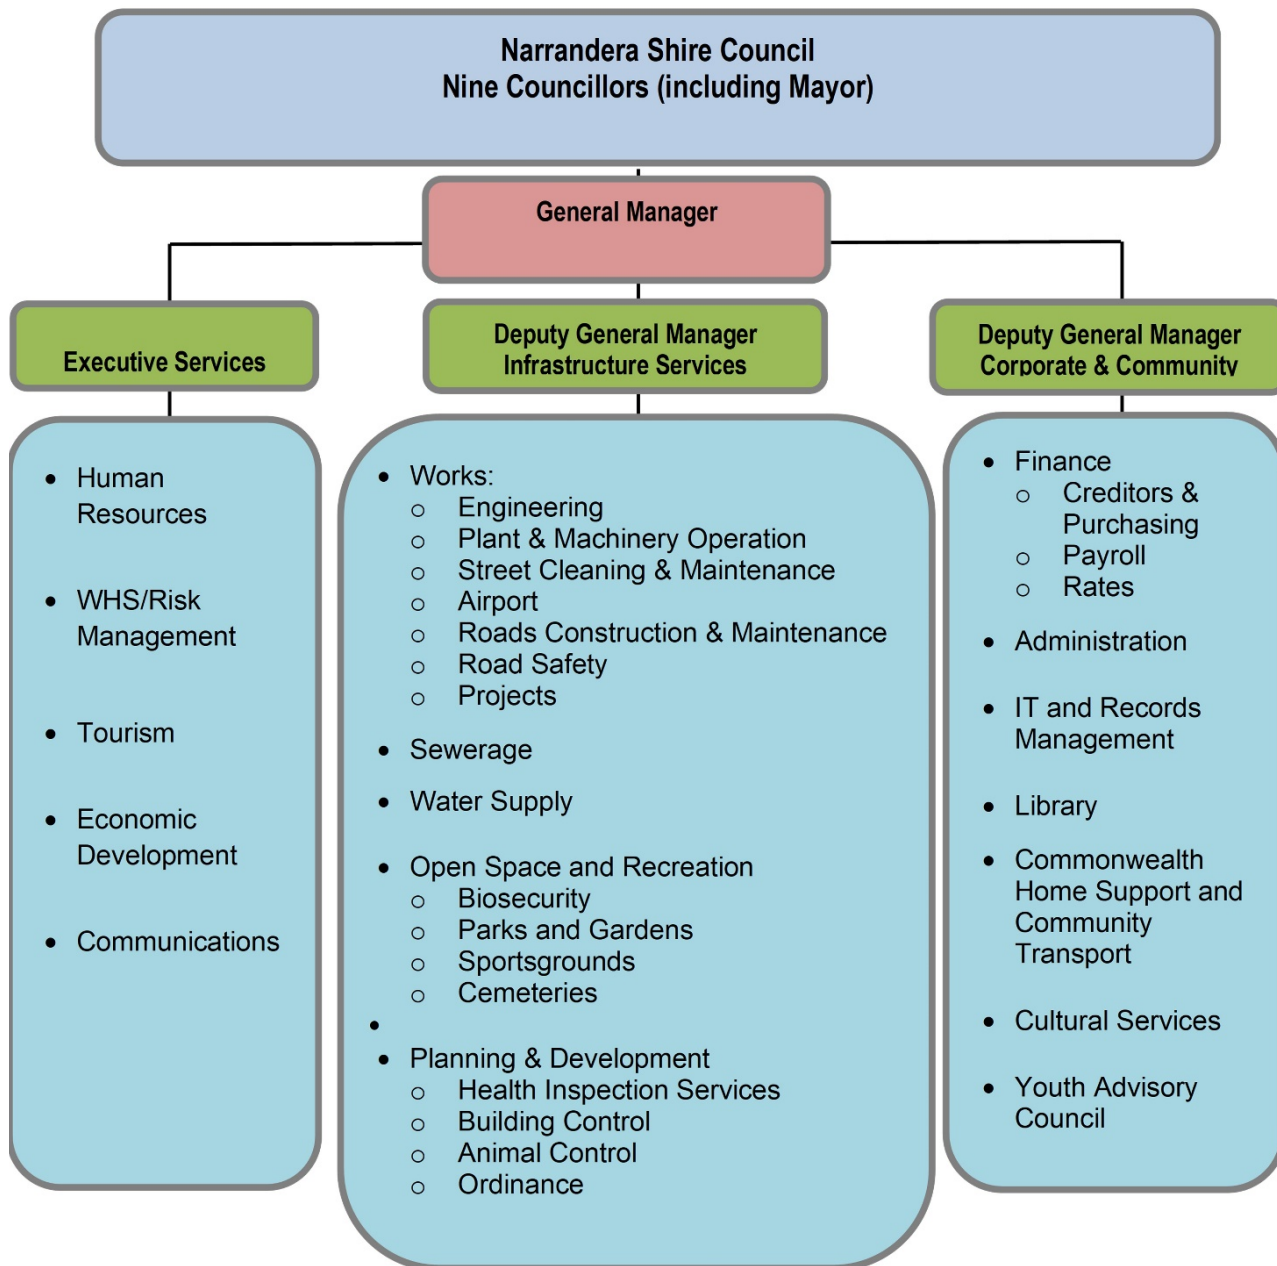 Narrandera Shire Council
Nine Councillors (including Mayor)
General Manager
Executive Services
Deputy General Manager
Infrastructure Services
Deputy General Manager
Corporate & Community
• Human
Resources
• WHS/Risk
Management
• Tourism
• Economic
Development
• Communications
• Works:
o Engineering
o Plant & Machinery Operation
o Street Cleaning & Maintenance
o Airport
o Roads Construction & Maintenance
o Road Safety
o Projects
• Sewerage
• Water Supply
• Open Space and Recreation
o Biosecurity
o Parks and Gardens
o Sportsgrounds
o Cemeteries
•
• Planning & Development
o Health Inspection Services
o Building Control
o Animal Control
o Ordinance
• Finance
o Creditors &
Purchasing
o Payroll
o Rates
• Administration
• IT and Records
Management
• Library
• Commonwealth
Home Support and
Community
Transport
• Cultural Services
• Youth Advisory
Council